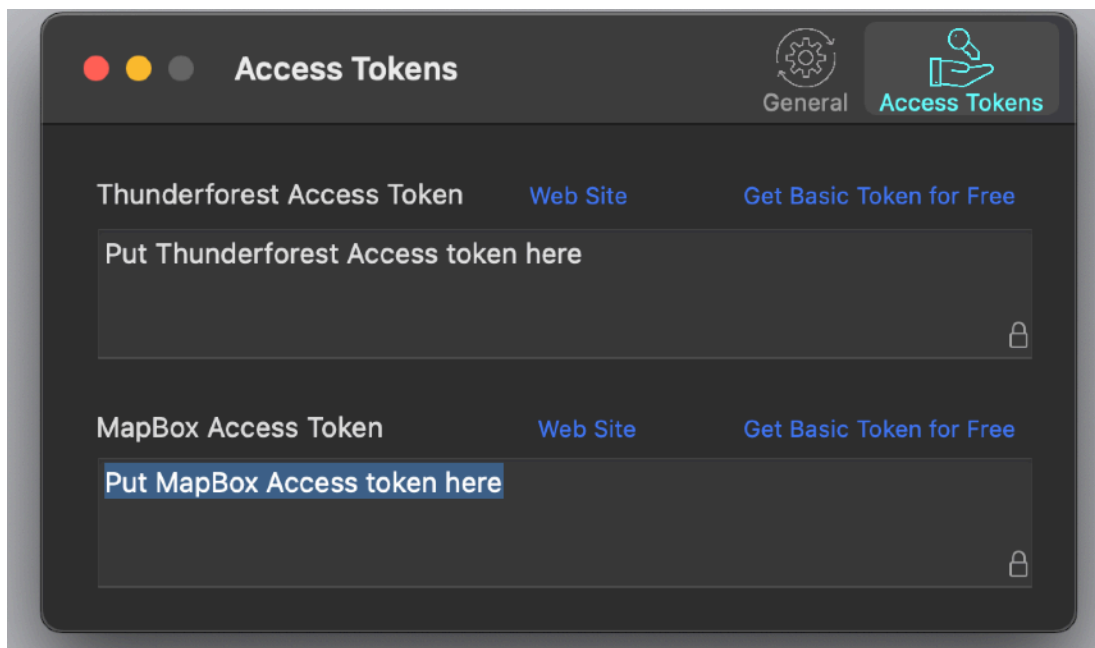 Access Tokens
General
Access Tokens
Thunderforest Access Token Web Site Get Basic Token for Free
Put Thunderforest Access token here
MapBox Access Token Web Site Get Basic Token for Free
Put MapBox Access token here